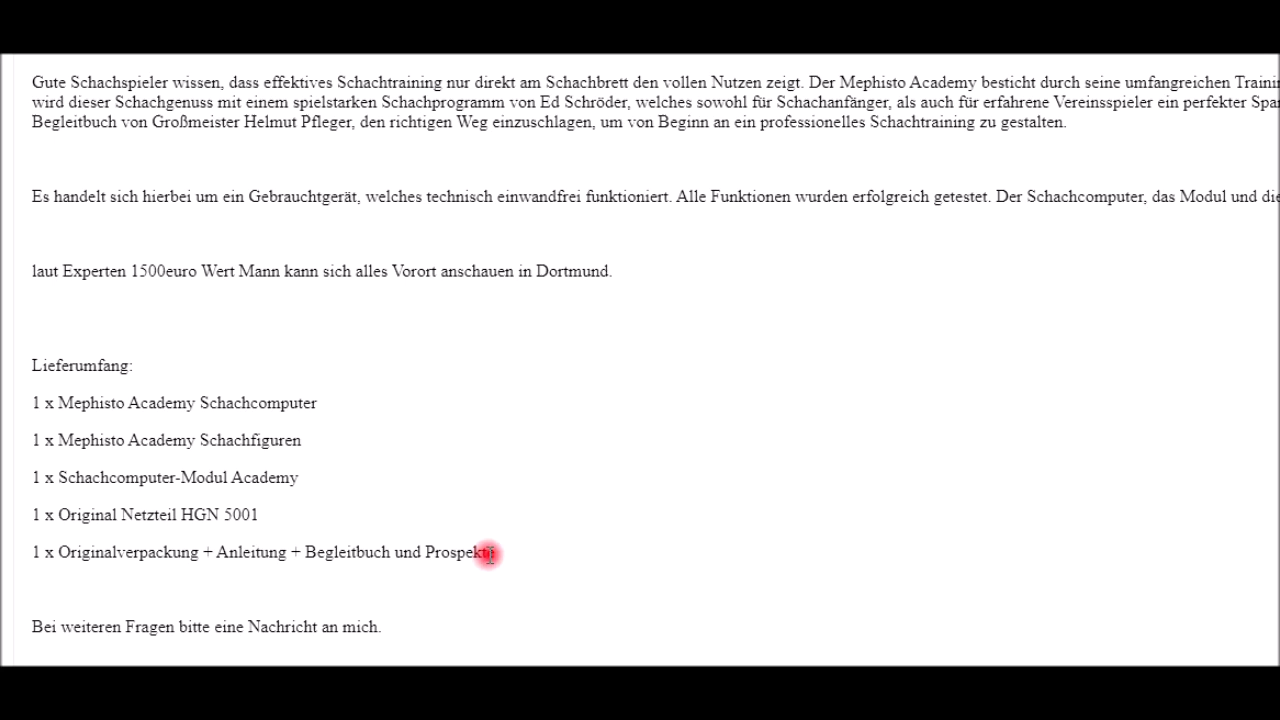 Gute Schachspieler wissen, dass effektives Schachtraining nur direkt am Schachbrett den vollen Nutzen zeigt. Der Mephisto Academy besticht durch seine umfangreichen
wird dieser Schachgenuss mit einem spielstarken Schachprogramm von Ed Schröder, welches sowohl für Schachanfänger, als auch für erfahrene Vereinsspieler ein perfekter
Begleitbuch von Großmeister Helmut Pfleger, den richtigen Weg einzuschlagen, um von Beginn an ein professionelles Schachtraining zu gestalten.
Es handelt sich hierbei um ein Gebrauchtgerät, welches technisch einwandfrei funktioniert. Alle Funktionen wurden erfolgreich getestet. Der Schachcomputer, das Modul und die
laut Experten 1500euro Wert Mann kann sich alles Vorort anschauen in Dortmund.
Lieferumfang:
1 x Mephisto Academy Schachcomputer
1 x Mephisto Academy Schachfiguren
1 x Schachcomputer-Modul Academy
1 x Original Netzteil HGN 5001
1 x Originalverpackung + Anleitung + Begleitbuch und
Bei weiteren Fragen bitte eine Nachricht an mich.